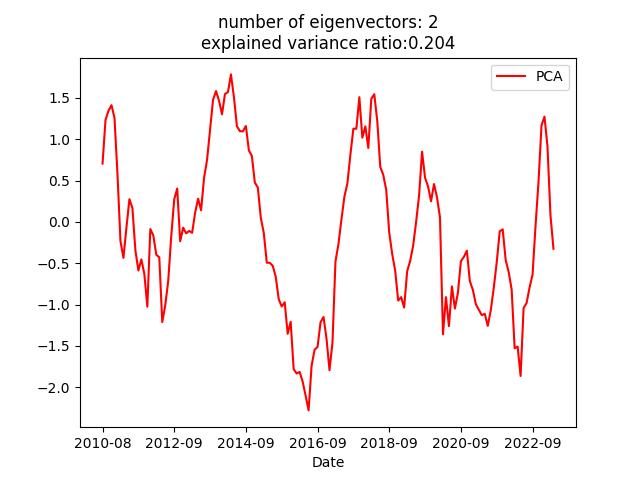 number of eigenvectors: 2
explained variance ratio:0.204
PCA
1.5
1.0
0.5
0.0
−0.5
−1.0
−1.5
−2.0
2010-08 2012-09 2014-09 2016-09 2018-09 2020-09 2022-09
Date